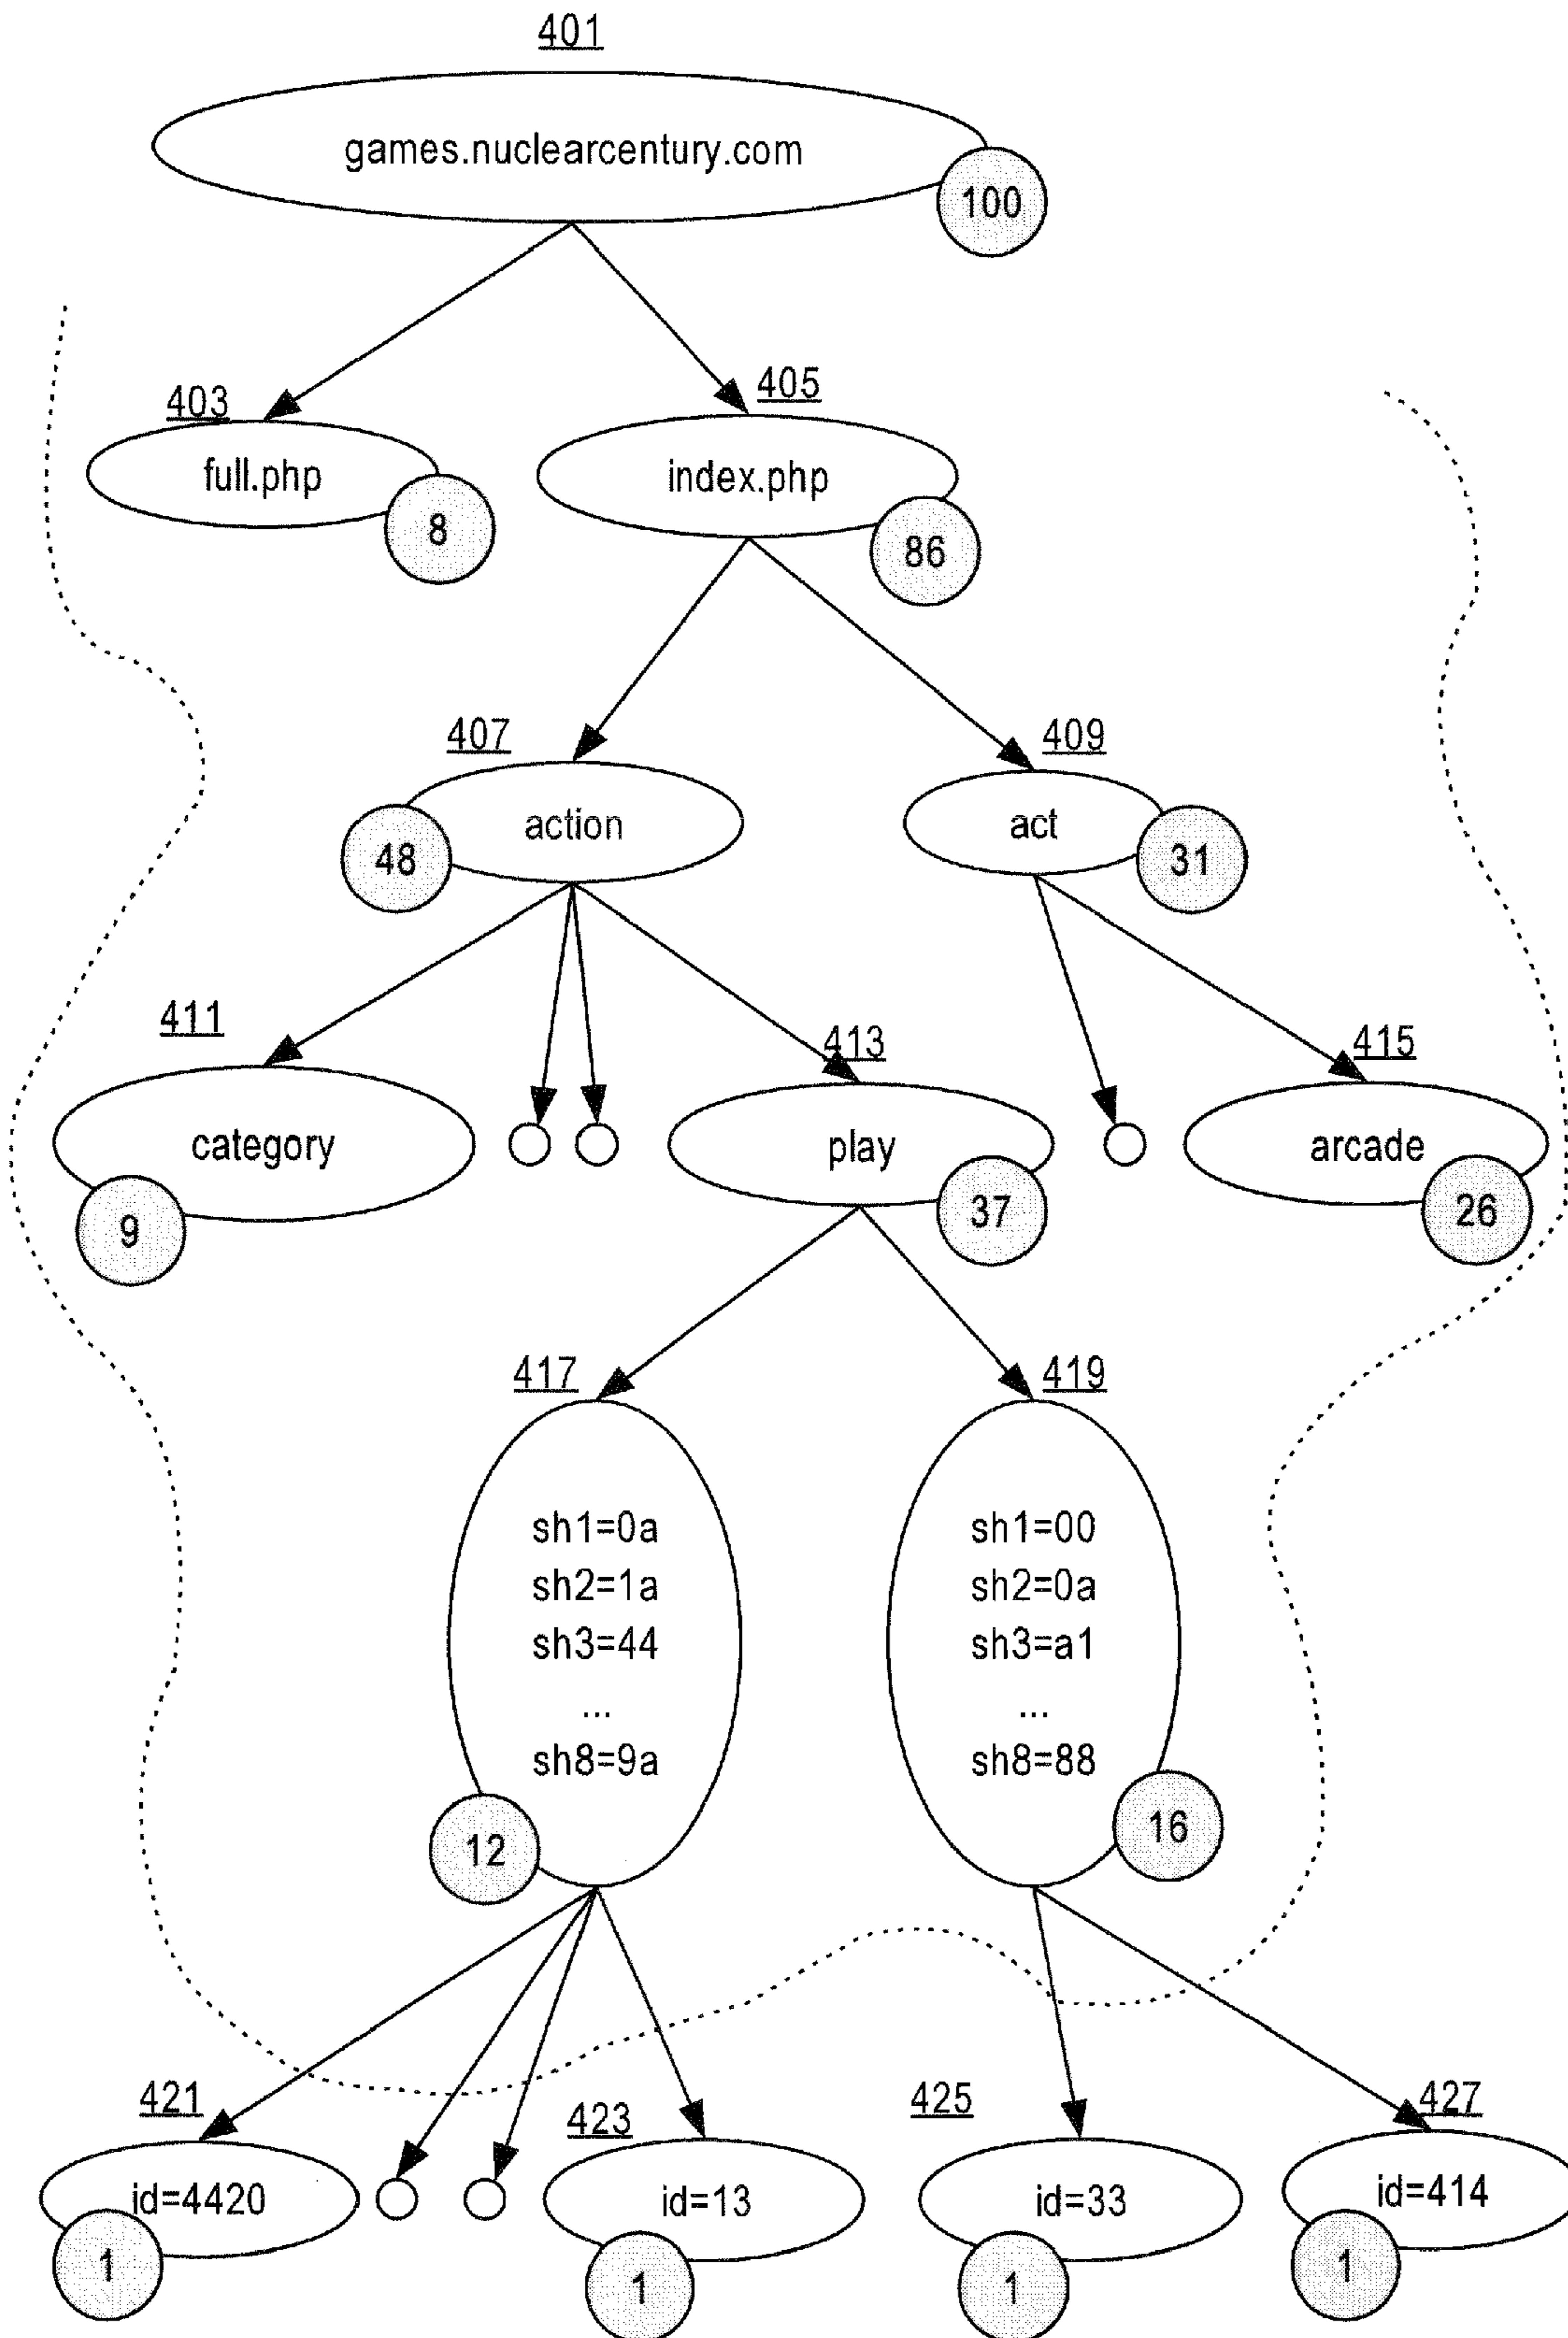 401
games.nuclearcentury.com
100
403
405
full.php
index.php
8
86
407
409
action
act
48
31
411
413
415
category
play
arcade
9
37
26
417
419
sh1=0a
sh2=1a
sh3=44
...
sh8=9a
12
sh1=00
sh2=0a
sh3=a1
...
sh8=88
16
421
423
425
427
id=4420
id=13
id=33
id=414
1
1
1
1